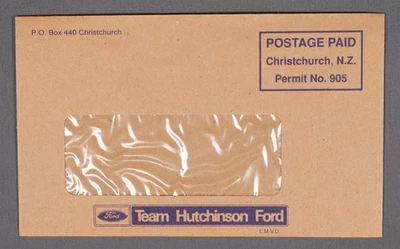 P.O. Box 440 Christchurch
POSTAGE PAID
Christchurch, N.Z.
Permit No. 905
Ford Team Hutchinson Ford
L.M.V.D.